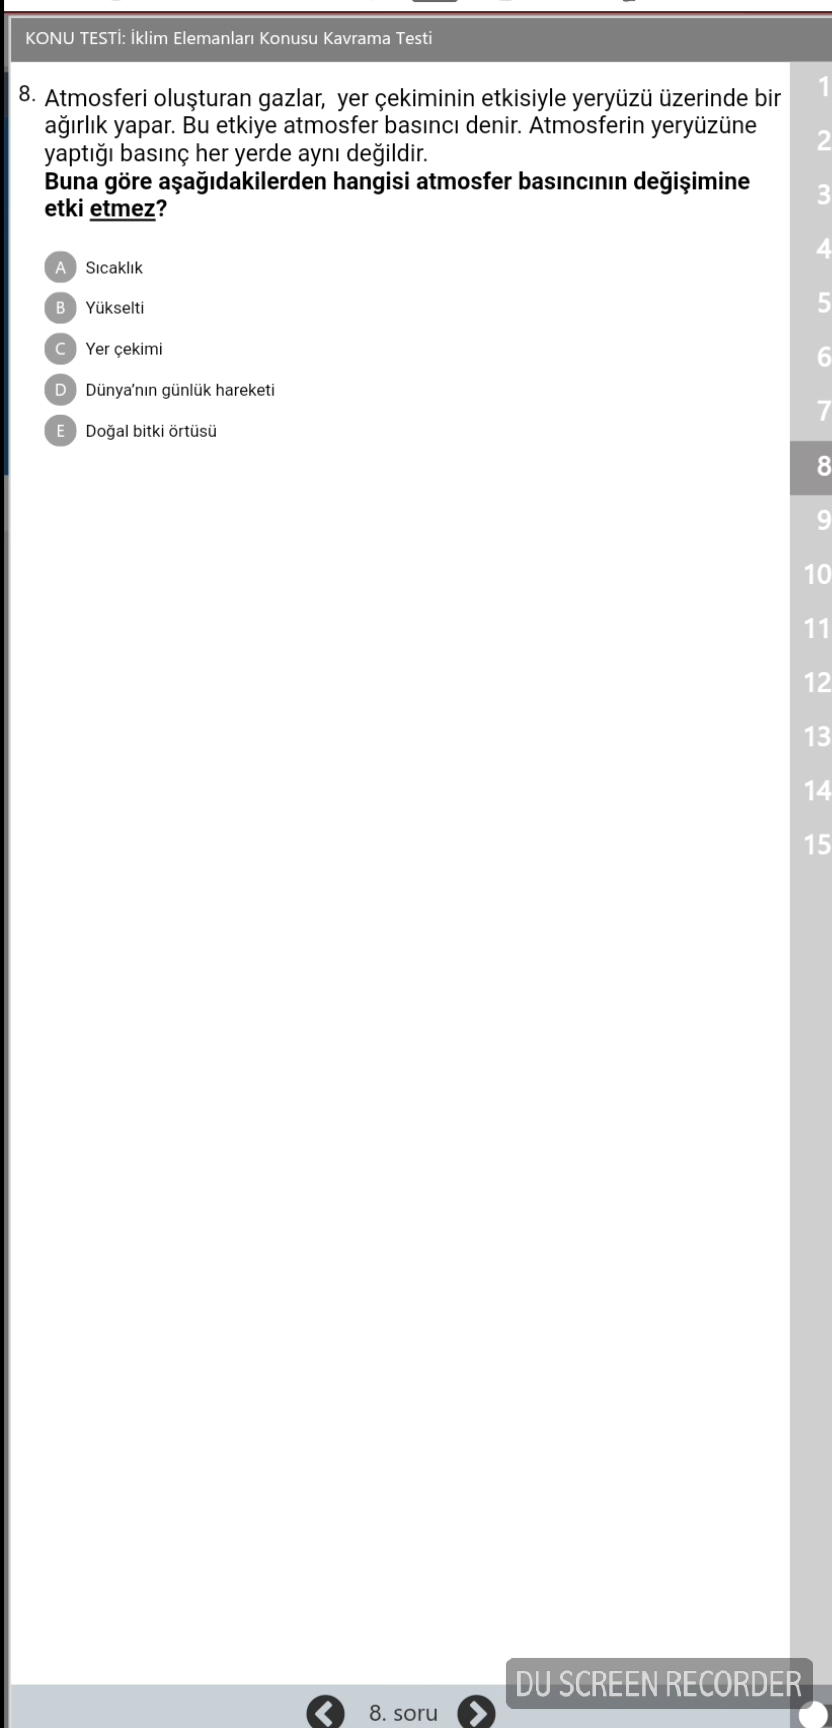 KONU TESTİ: İklim Elemanları Konusu Kavrama Testi
8. Atmosferi oluşturan gazlar, yer çekiminin etkisiyle yeryüzü üzerinde bir
ağırlık yapar. Bu etkiye atmosfer basıncı denir. Atmosferin yeryüzüne
yaptığı basınç her yerde aynı değildir.
Buna göre aşağıdakilerden hangisi atmosfer basıncının değişimine
etki etmez?
A Sıcaklık
B Yükselti
C Yer çekimi
D Dünya’nın günlük hareketi
E Doğal bitki örtüsü
1
2
3
4
5
6
7
8
9
10
11
12
13
14
15
DU SCREEN RECORDER
8. soru